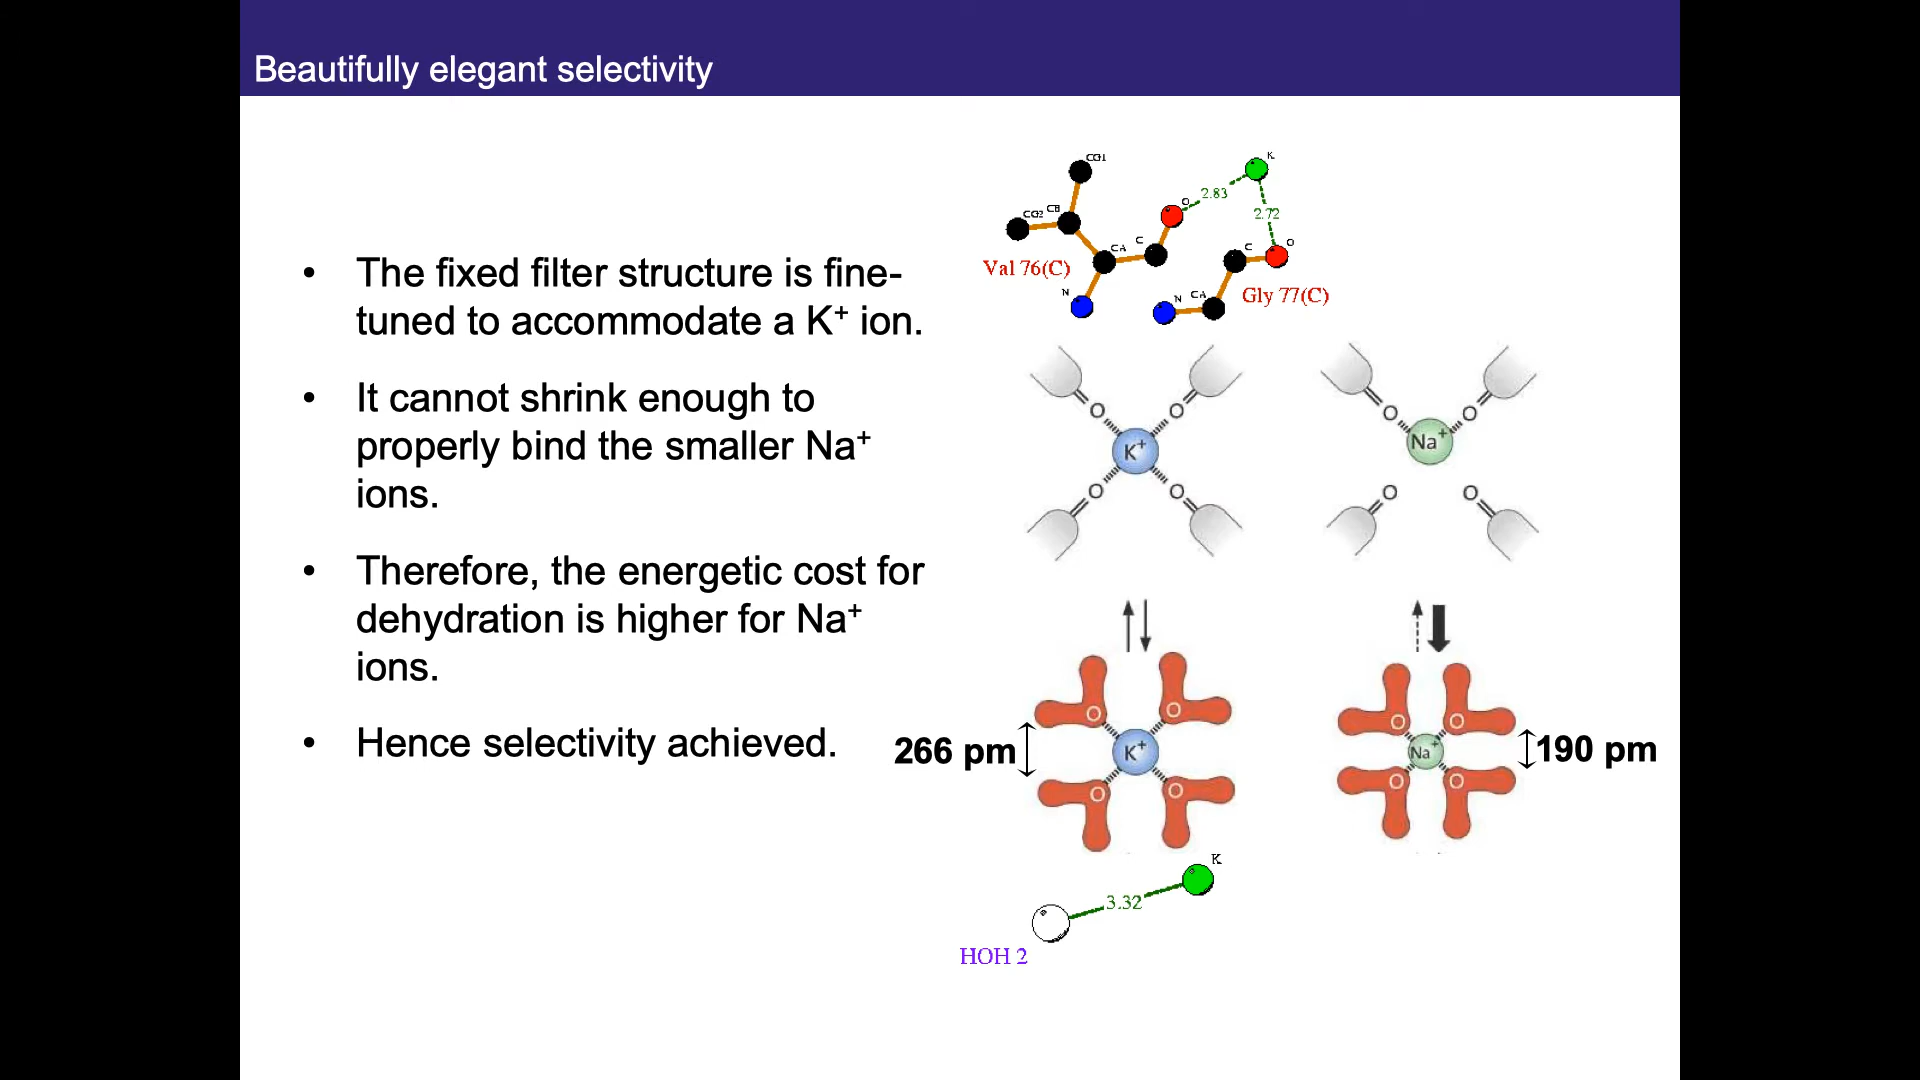 Beautifully elegant selectivity
• The fixed filter structure is fine-
tuned to accommodate a K⁺ ion.
• It cannot shrink enough to
properly bind the smaller Na⁺
ions.
• Therefore, the energetic cost for
dehydration is higher for Na⁺
ions.
• Hence selectivity achieved.
CG1
K
CG2 CB
O
2.83
2.72
CA C
C O
Val 76(C)
N
N CA
Gly 77(C)
O O
K⁺
O O
O O
Na⁺
O O
O O
266 pm
K⁺
O O
O O
Na⁺
190 pm
O O
K
3.32
HOH 2